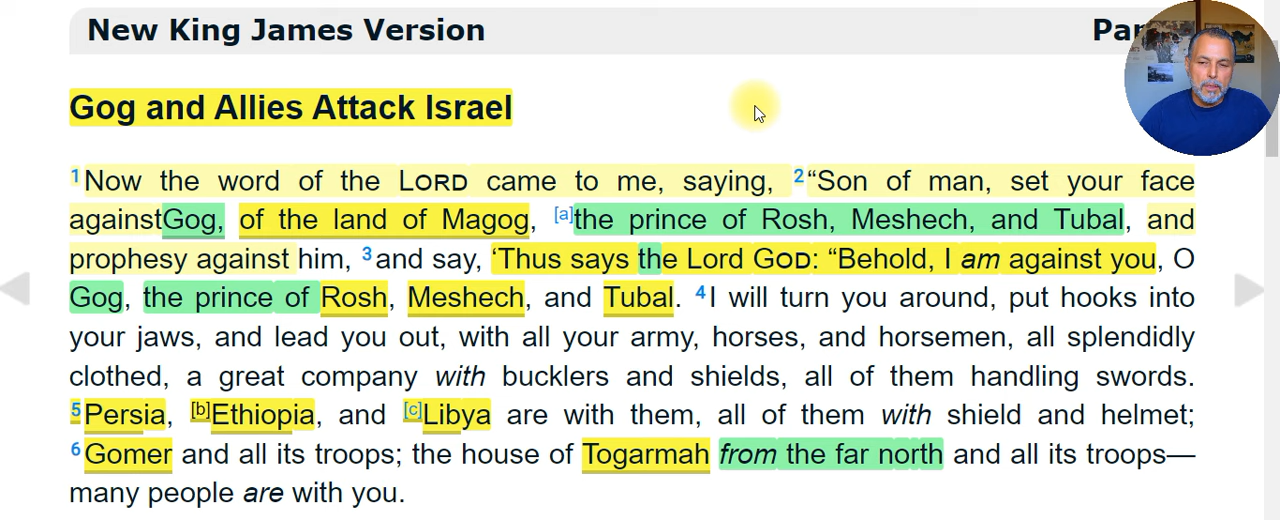 New King James Version
Par
Gog and Allies Attack Israel
1Now the word of the LORD came to me, saying, 2“Son of man, set your face
againstGog, of the land of Magog, [a]the prince of Rosh, Meshech, and Tubal, and
prophesy against him, 3and say, ‘Thus says the Lord GOD: “Behold, I am against you, O
Gog, the prince of Rosh, Meshech, and Tubal. 4I will turn you around, put hooks into
your jaws, and lead you out, with all your army, horses, and horsemen, all splendidly
clothed, a great company with bucklers and shields, all of them handling swords.
5Persia, [b]Ethiopia, and [c]Libya are with them, all of them with shield and helmet;
6Gomer and all its troops; the house of Togarmah from the far north and all its troops—
many people are with you.